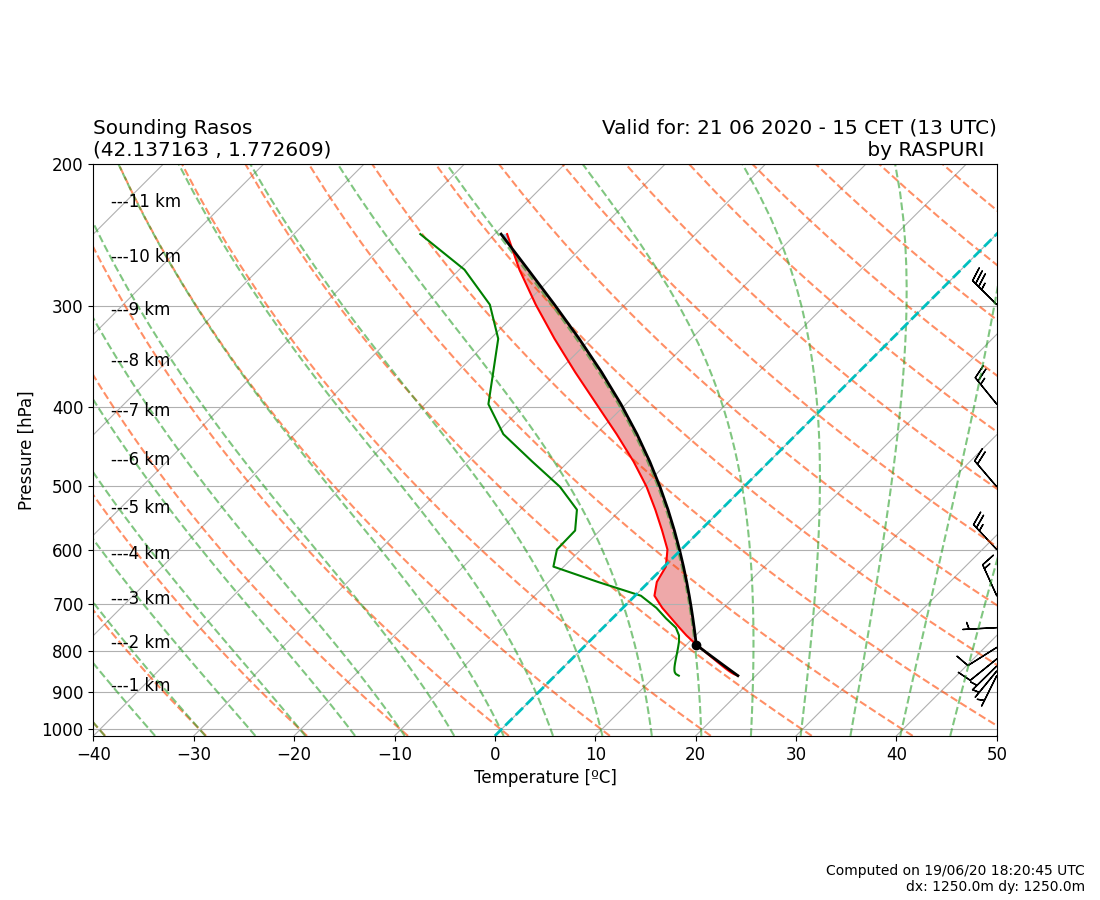 Sounding Rasos
(42.137163 , 1.772609)
Valid for: 21 06 2020 - 15 CET (13 UTC)
by RASPURI
200
300
400
500
600
700
800
900
1000
Pressure [hPa]
---11 km
---10 km
---9 km
---8 km
---7 km
---6 km
---5 km
---4 km
---3 km
---2 km
---1 km
−40 −30 −20 −10 0 10 20 30 40 50
Temperature [ºC]
Computed on 19/06/20 18:20:45 UTC
dx: 1250.0m dy: 1250.0m